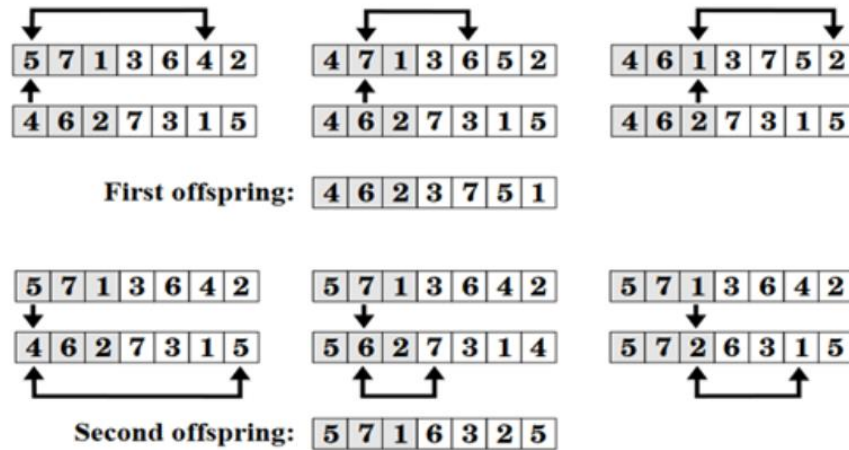 5 7 1 3 6 4 2 4 7 1 3 6 5 2 4 6 1 3 7 5 2
4 6 2 7 3 1 5 4 6 2 7 3 1 5 4 6 2 7 3 1 5
First offspring: 4 6 2 3 7 5 1
5 7 1 3 6 4 2 5 7 1 3 6 4 2 5 7 1 3 6 4 2
4 6 2 7 3 1 5 5 6 2 7 3 1 4 5 7 2 6 3 1 5
Second offspring: 5 7 1 6 3 2 5